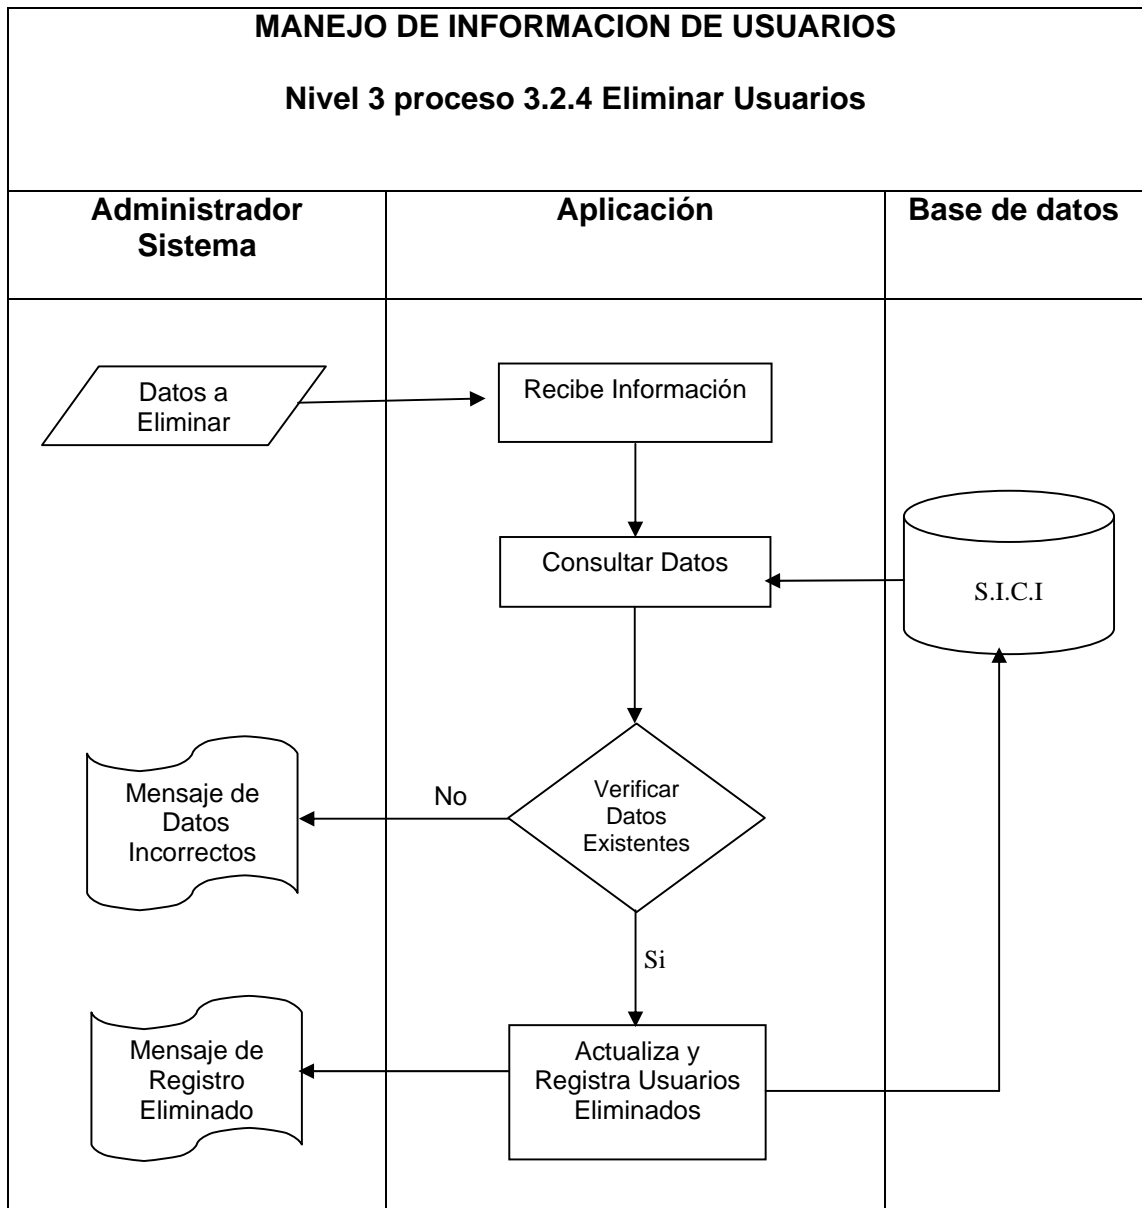 MANEJO DE INFORMACION DE USUARIOS
Nivel 3 proceso 3.2.4 Eliminar Usuarios
Administrador
Sistema
Aplicación
Base de datos
Datos a
Eliminar
Recibe Información
Consultar Datos
S.I.C.I
Mensaje de
Datos
Incorrectos
No
Verificar
Datos
Existentes
Si
Mensaje de
Registro
Eliminado
Actualiza y
Registra Usuarios
Eliminados